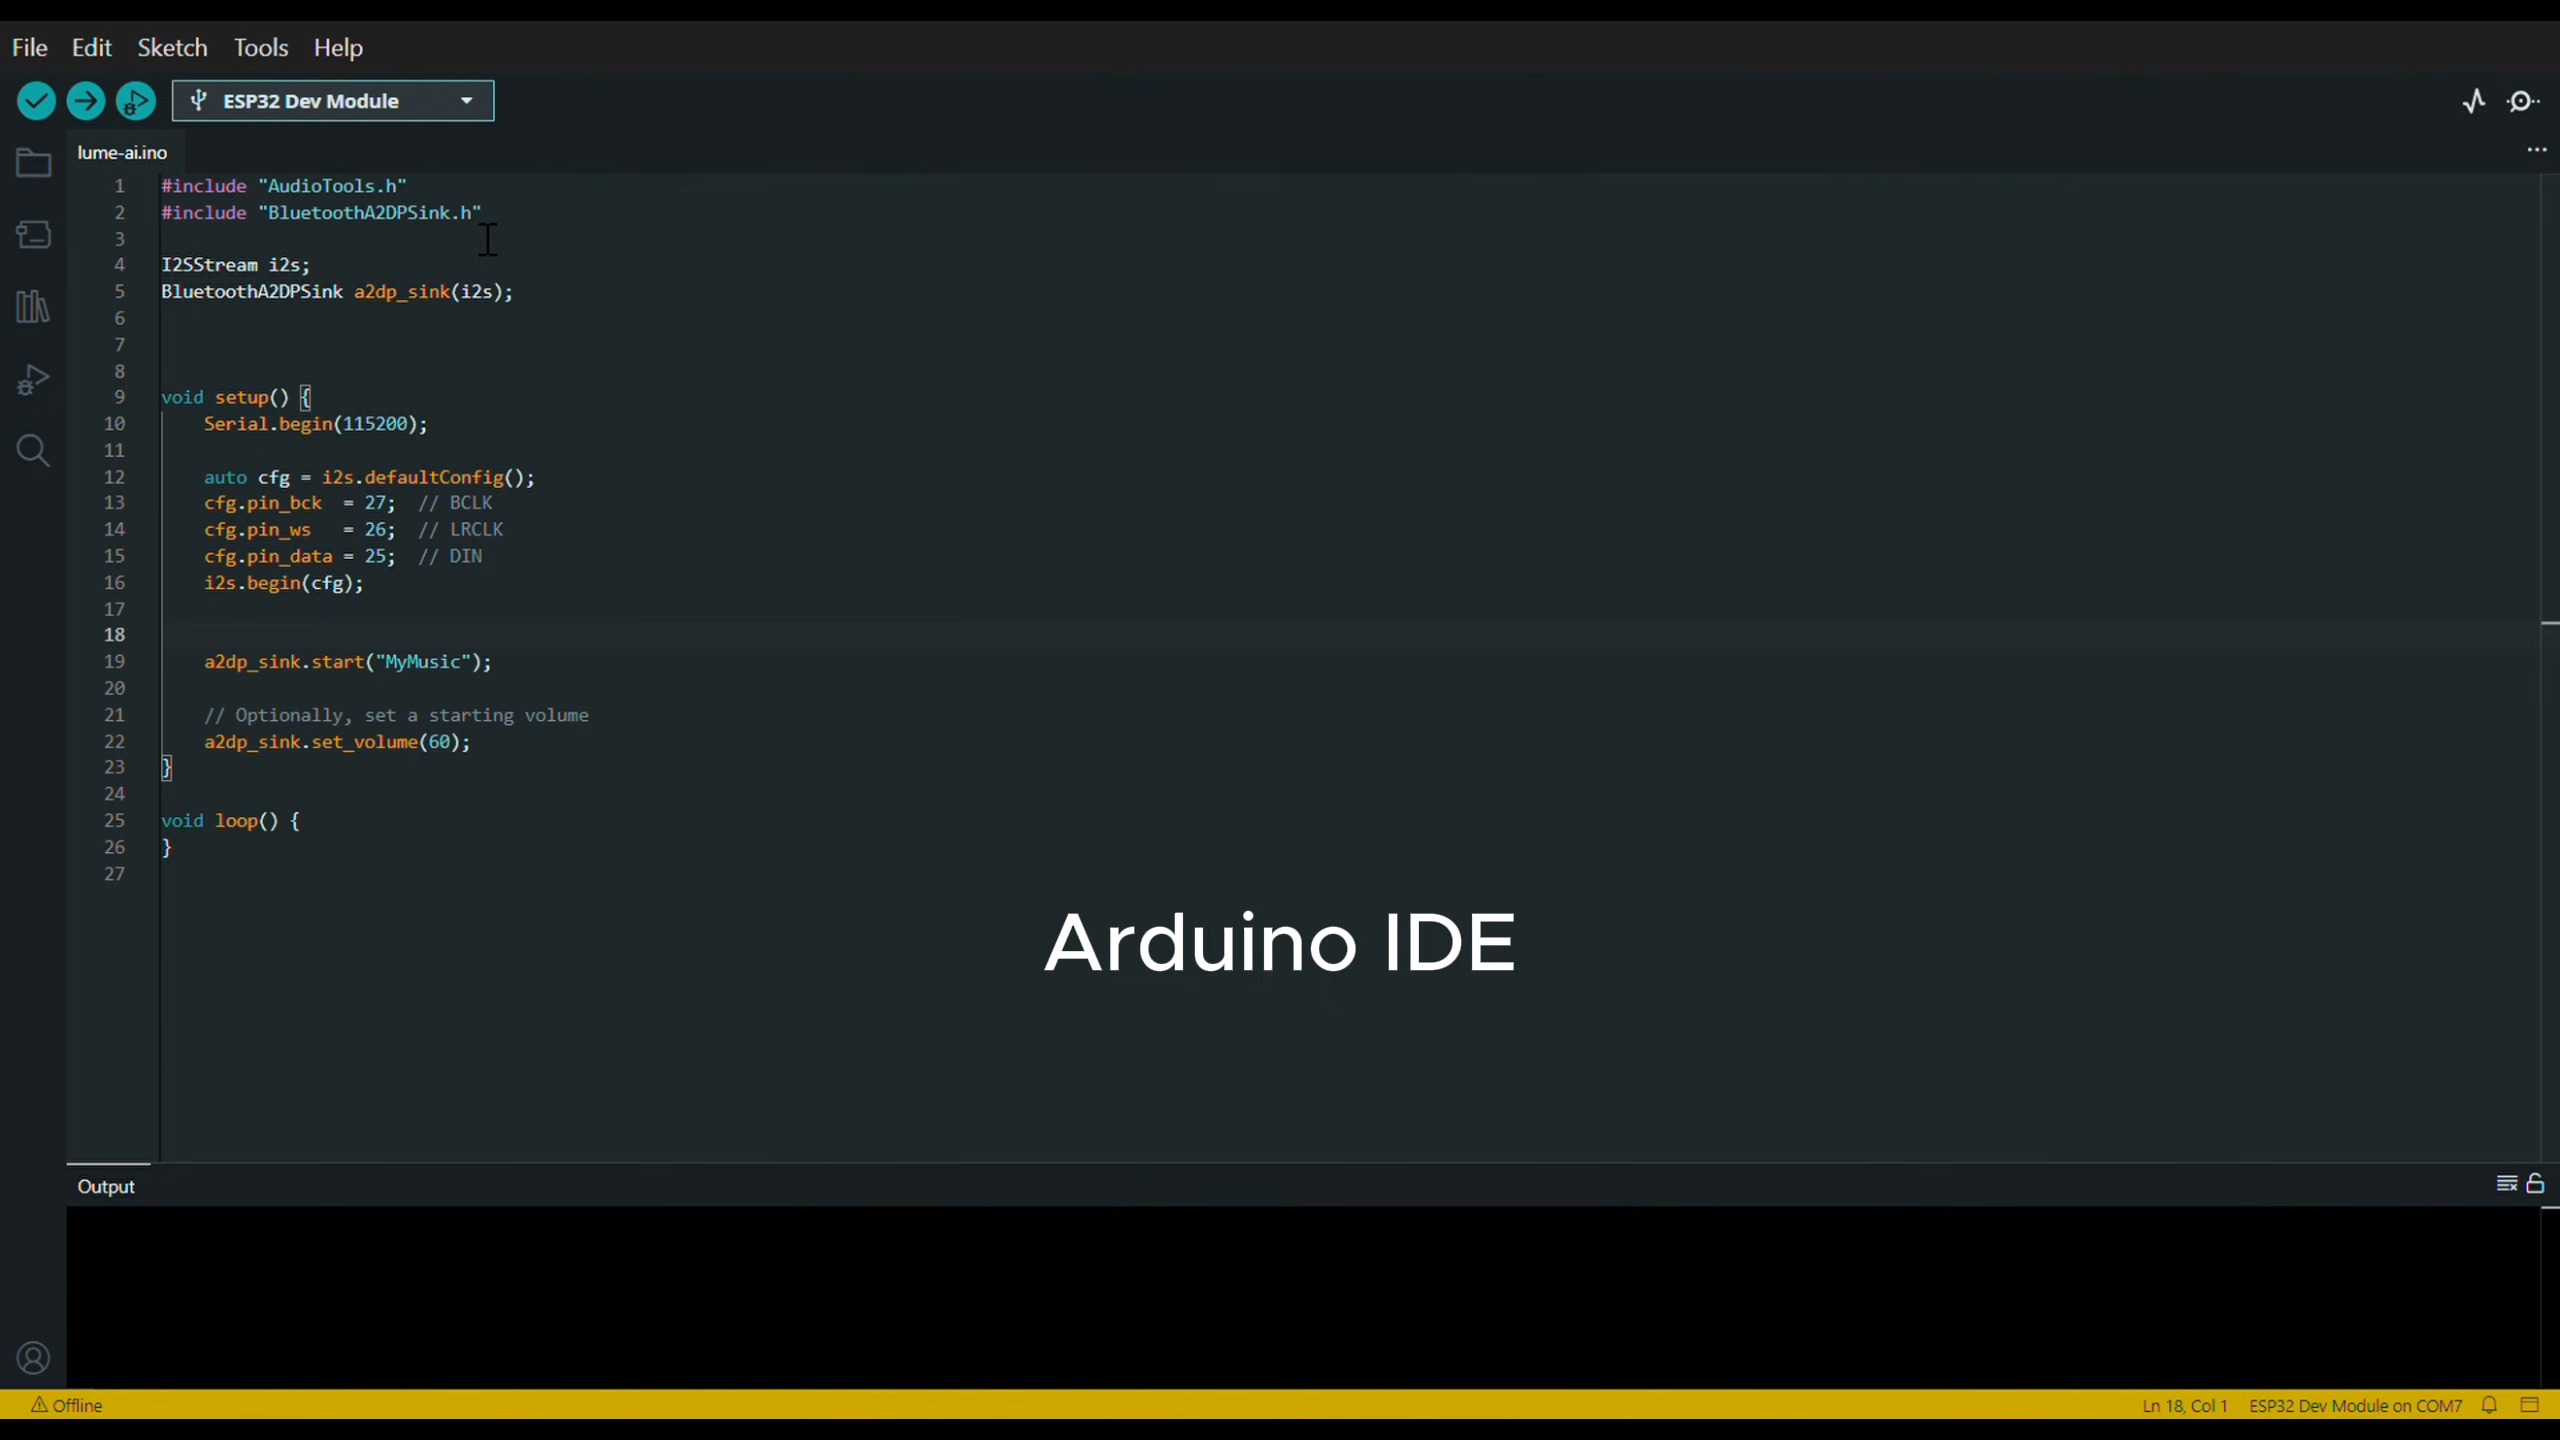 File Edit Sketch Tools Help
ESP32 Dev Module
lume-ai.ino
1 #include "AudioTools.h"
2 #include "BluetoothA2DPSink.h"
3
4 I2SStream i2s;
5 BluetoothA2DPSink a2dp_sink(i2s);
6
7
8
9 void setup() {
10     Serial.begin(115200);
11
12     auto cfg = i2s.defaultConfig();
13     cfg.pin_bck  = 27;  // BCLK
14     cfg.pin_ws   = 26;  // LRCLK
15     cfg.pin_data = 25;  // DIN
16     i2s.begin(cfg);
17
18
19     a2dp_sink.start("MyMusic");
20
21     // Optionally, set a starting volume
22     a2dp_sink.set_volume(60);
23 }
24
25 void loop() {
26 }
27
Arduino IDE
Output
Offline Ln 18, Col 1 ESP32 Dev Module on COM7